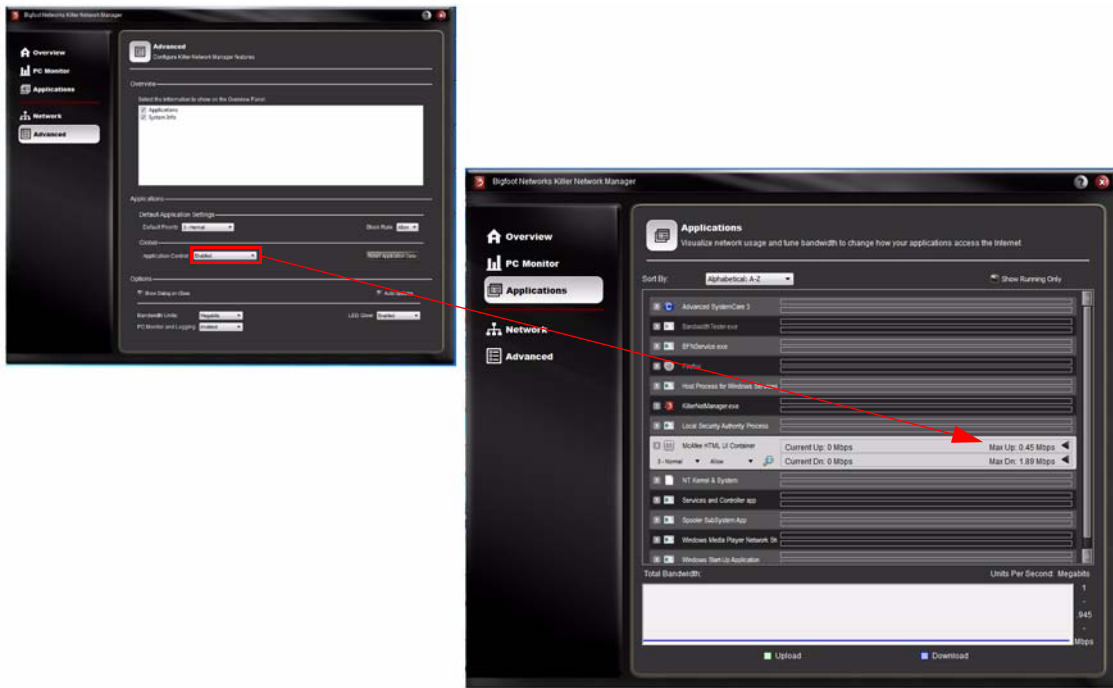 Bigfoot Networks Killer Network Manager
Overview
PC Monitor
Applications
Network
Advanced
Advanced
Configure Killer Network Manager features
Overview
Select the information to show on the Overview Panel:
Applications
System Info
Applications
Default Application Settings
Default Priority: 3 - Normal
Block Rule: Allow
Global
Application Control: Enabled
Reset Application Data
Options
Show Dialog on Close
Auto Updates
Bandwidth Units: Megabits
LED Glow: Enabled
PC Monitor and Logging: Enabled
Bigfoot Networks Killer Network Manager
Overview
PC Monitor
Applications
Network
Advanced
Applications
Visualize network usage and tune bandwidth to change how your applications access the Internet
Sort By: Alphabetical: A-Z
Show Running Only
Advanced SystemCare 3
BandwidthTester.exe
BFNService.exe
Firefox
Host Process for Windows Services
KillerNetManager.exe
Local Security Authority Process
McAfee HTML UI Container
Current Up: 0 Mbps
Max Up: 0.45 Mbps
3 - Normal
Allow
Current Dn: 0 Mbps
Max Dn: 1.89 Mbps
NT Kernel & System
Services and Controller app
Spooler SubSystem App
Windows Media Player Network Sh
Windows Start-Up Application
Total Bandwidth:
Units Per Second: Megabits
1
-
.945
-
Mbps
Upload
Download